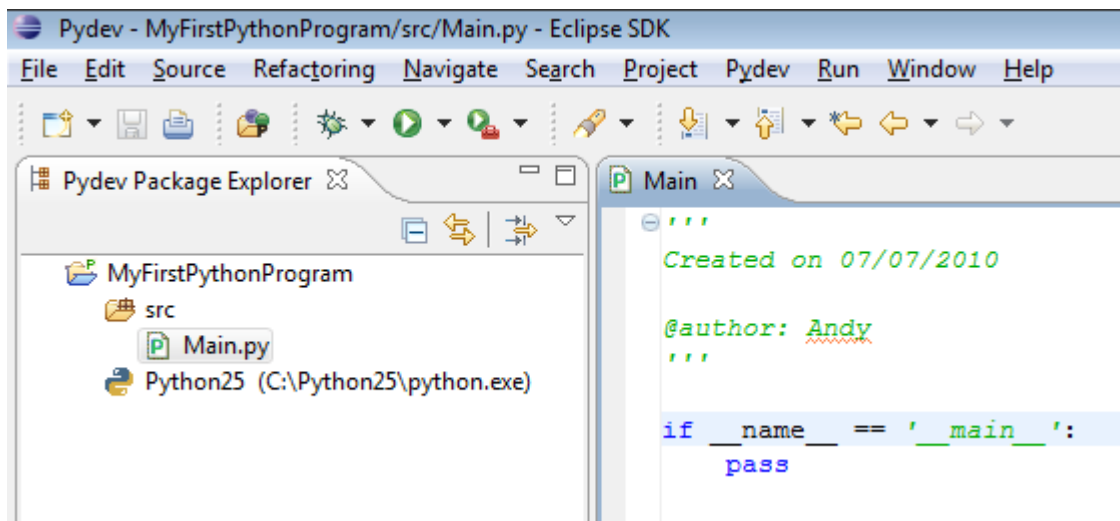 Pydev - MyFirstPythonProgram/src/Main.py - Eclipse SDK
File Edit Source Refactoring Navigate Search Project Pydev Run Window Help
Pydev Package Explorer
Main
MyFirstPythonProgram
src
Main.py
Python25 (C:\Python25\python.exe)
'''
Created on 07/07/2010
@author: Andy
'''
if __name__ == '__main__':
pass